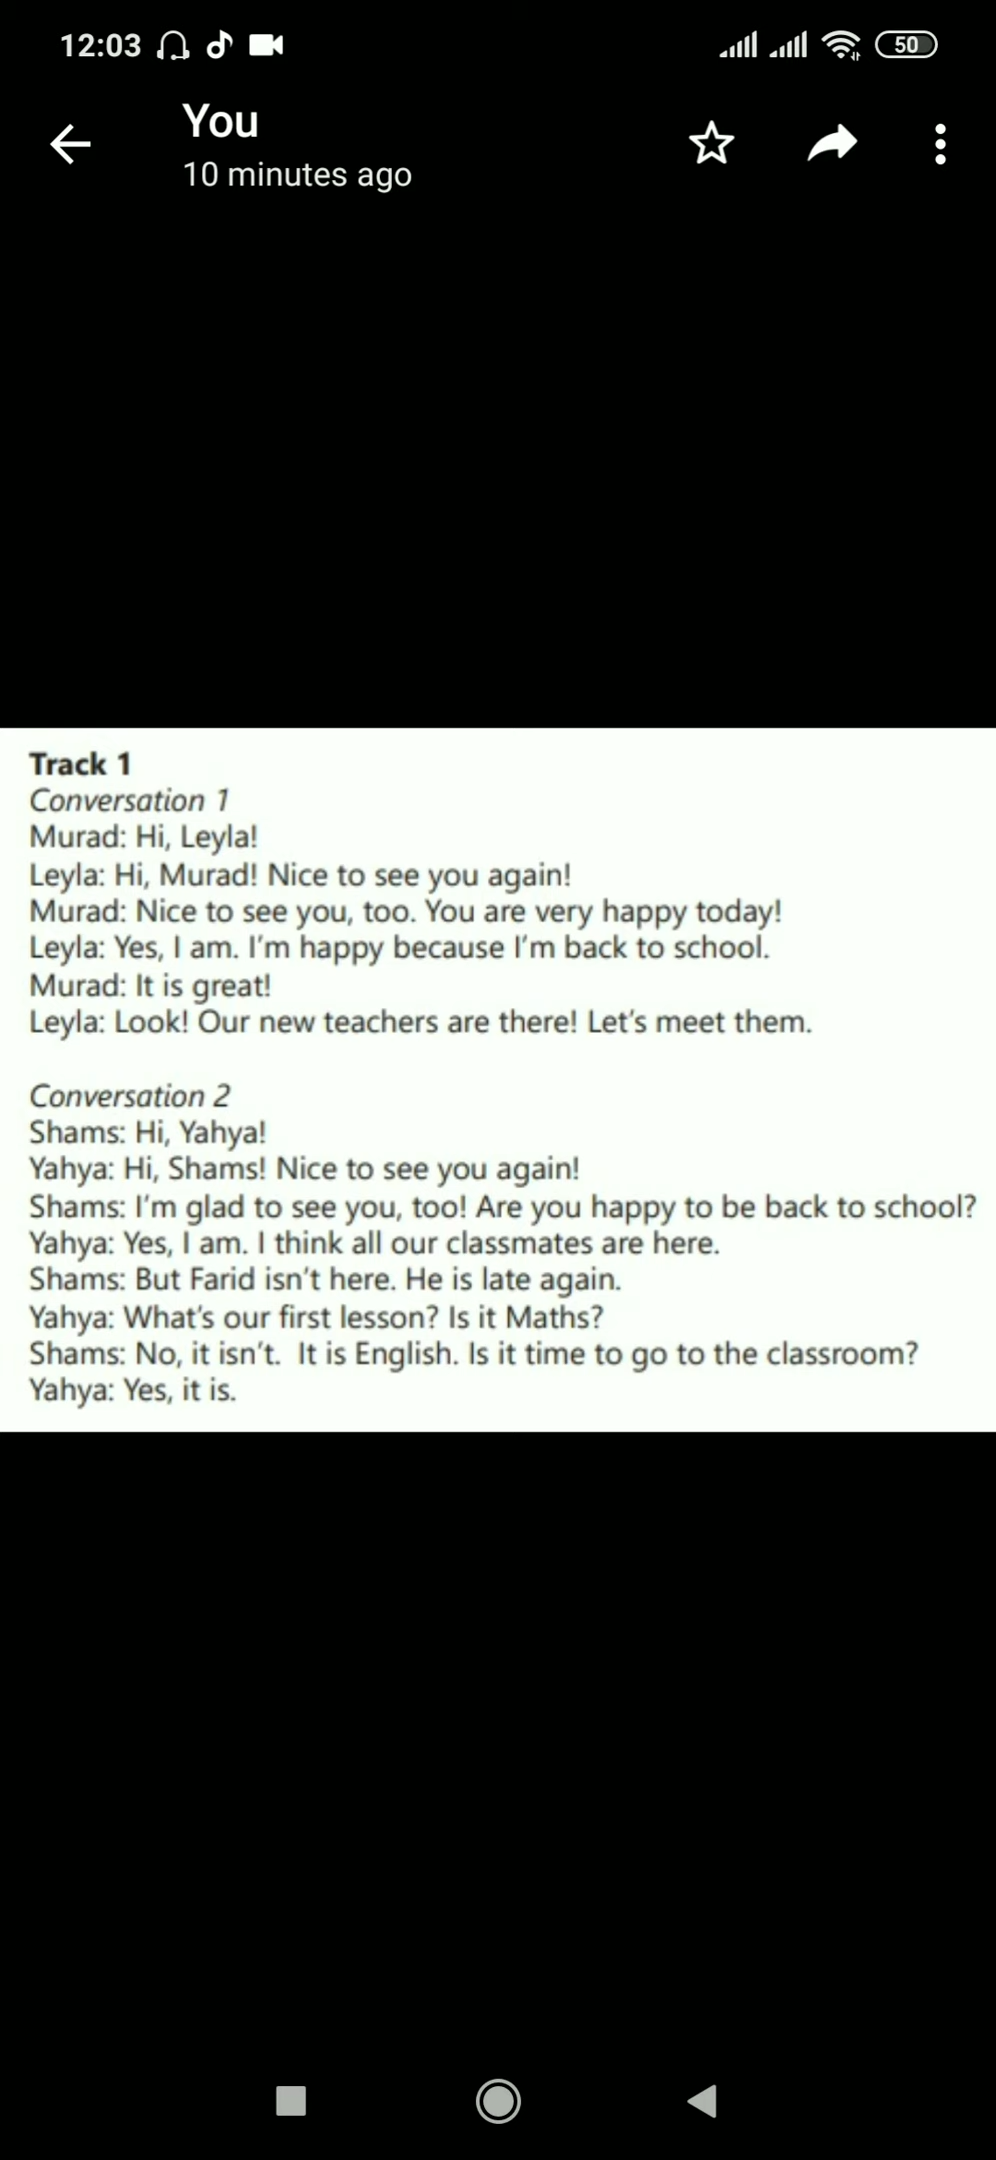 12:03
50
You
10 minutes ago
Track 1
Conversation 1
Murad: Hi, Leyla!
Leyla: Hi, Murad! Nice to see you again!
Murad: Nice to see you, too. You are very happy today!
Leyla: Yes, I am. I'm happy because I'm back to school.
Murad: It is great!
Leyla: Look! Our new teachers are there! Let's meet them.
Conversation 2
Shams: Hi, Yahya!
Yahya: Hi, Shams! Nice to see you again!
Shams: I'm glad to see you, too! Are you happy to be back to school?
Yahya: Yes, I am. I think all our classmates are here.
Shams: But Farid isn't here. He is late again.
Yahya: What's our first lesson? Is it Maths?
Shams: No, it isn't.  It is English. Is it time to go to the classroom?
Yahya: Yes, it is.